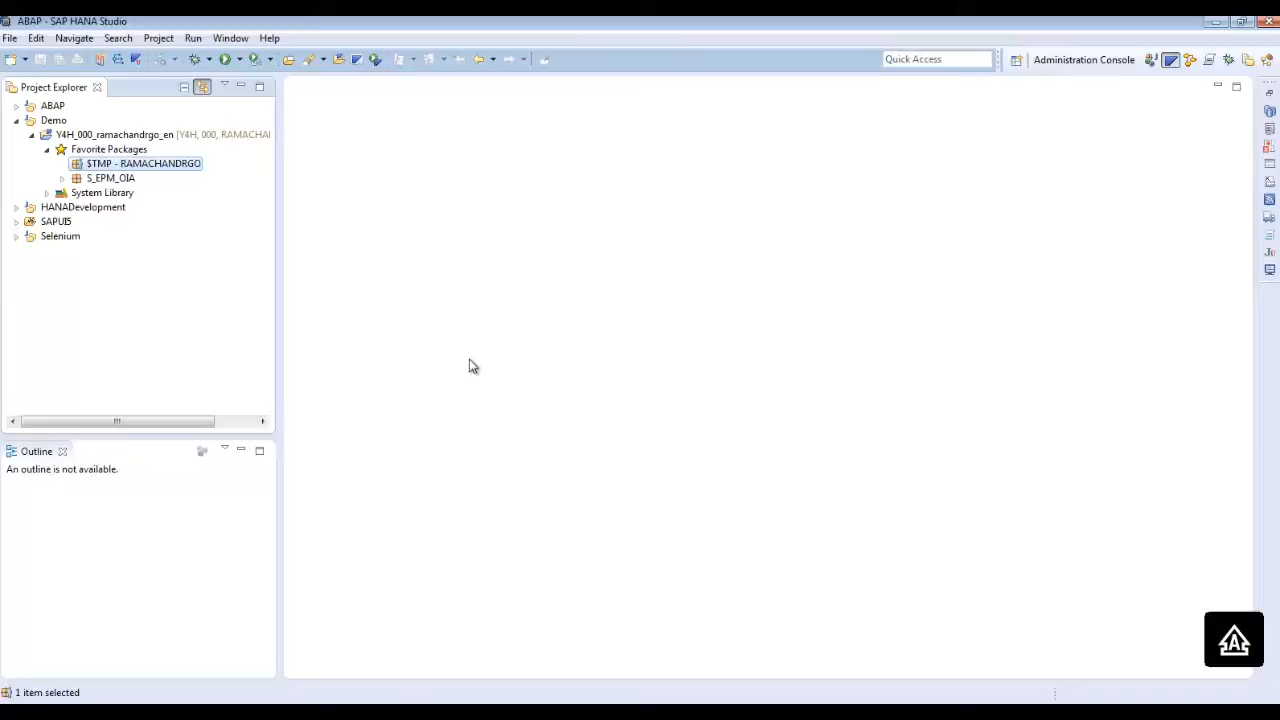 ABAP - SAP HANA Studio
File Edit Navigate Search Project Run Window Help
Quick Access
Administration Console
Project Explorer
ABAP
Demo
Y4H_000_ramachandrgo_en [Y4H, 000, RAMACHAI
Favorite Packages
$TMP - RAMACHANDRGO
S_EPM_OIA
System Library
HANADevelopment
SAPUI5
Selenium
Outline
An outline is not available.
Ju
A
1 item selected